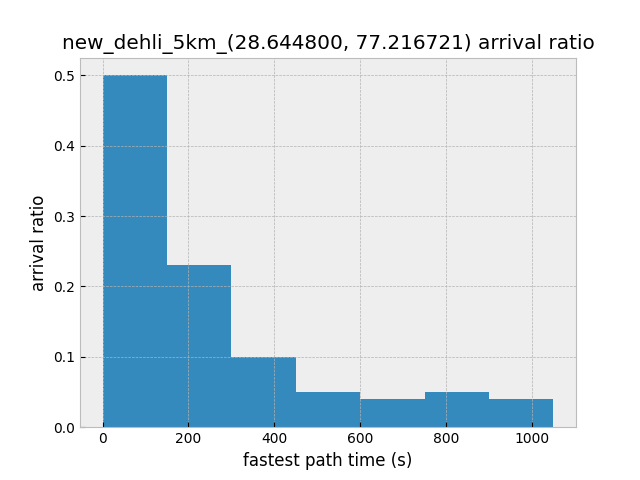 new_dehli_5km_(28.644800, 77.216721) arrival ratio
0.5
0.4
0.3
0.2
0.1
0.0
arrival ratio
0 200 400 600 800 1000
fastest path time (s)